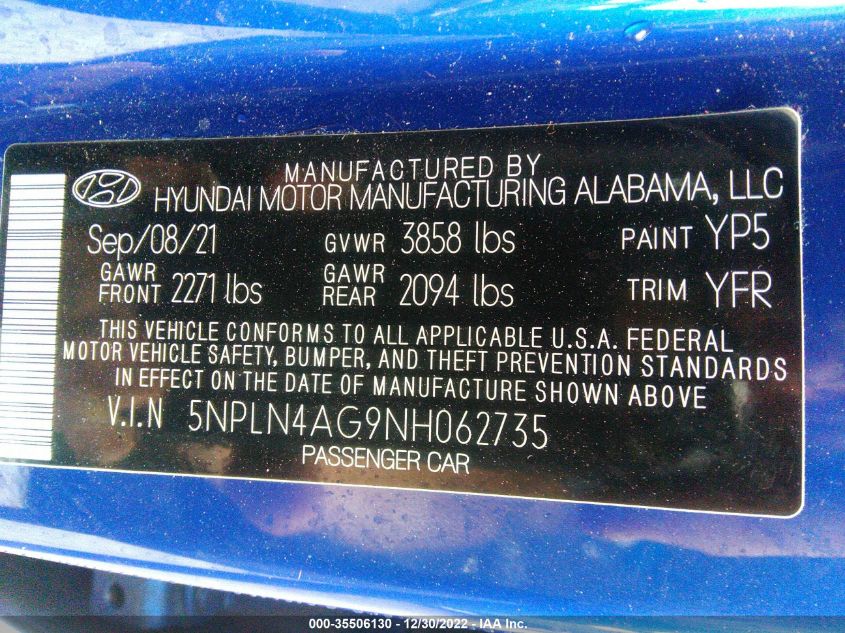 MANUFACTURED BY
HYUNDAI MOTOR MANUFACTURING ALABAMA, LLC
Sep/08/21 GVWR 3858 lbs PAINT YP5
GAWR FRONT 2271 lbs GAWR REAR 2094 lbs TRIM YFR
THIS VEHICLE CONFORMS TO ALL APPLICABLE U.S.A. FEDERAL
MOTOR VEHICLE SAFETY, BUMPER, AND THEFT PREVENTION STANDARDS
IN EFFECT ON THE DATE OF MANUFACTURE SHOWN ABOVE
V.I.N 5NPLN4AG9NH062735
PASSENGER CAR
000-35506130 - 12/30/2022 - IAA Inc.